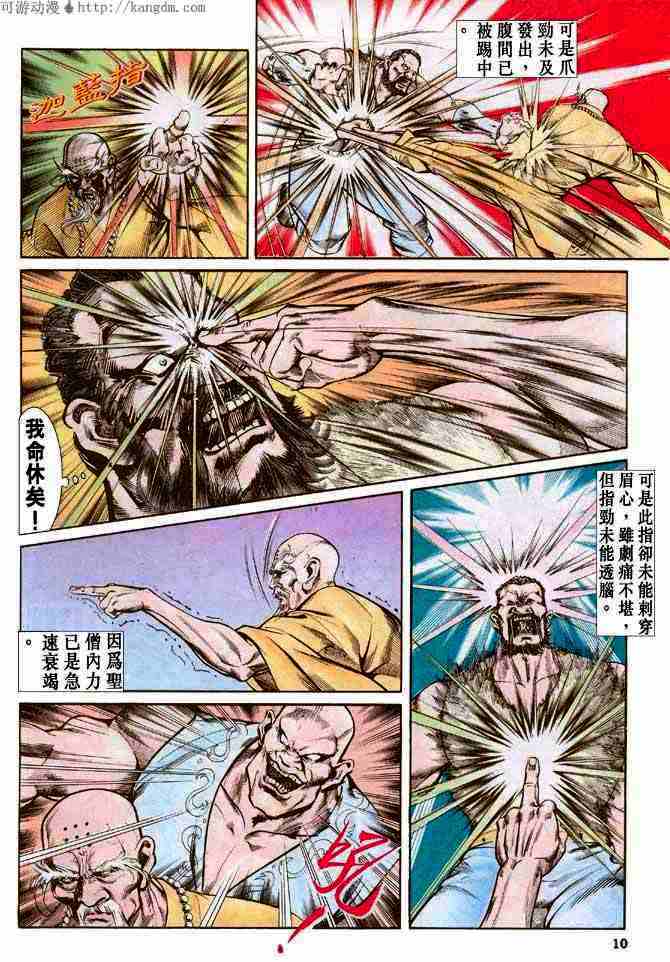 可游动漫♠http://kangdm.com/
可是爪
勁未及
發出，
腹間已
被踢中
。
迦藍指
我命休矣！
可是此指卻未能刺穿
眉心，雖劇痛不堪，
但指勁未能透腦。
因爲聖
僧內力
已是急
速衰竭
。
蛇！
10